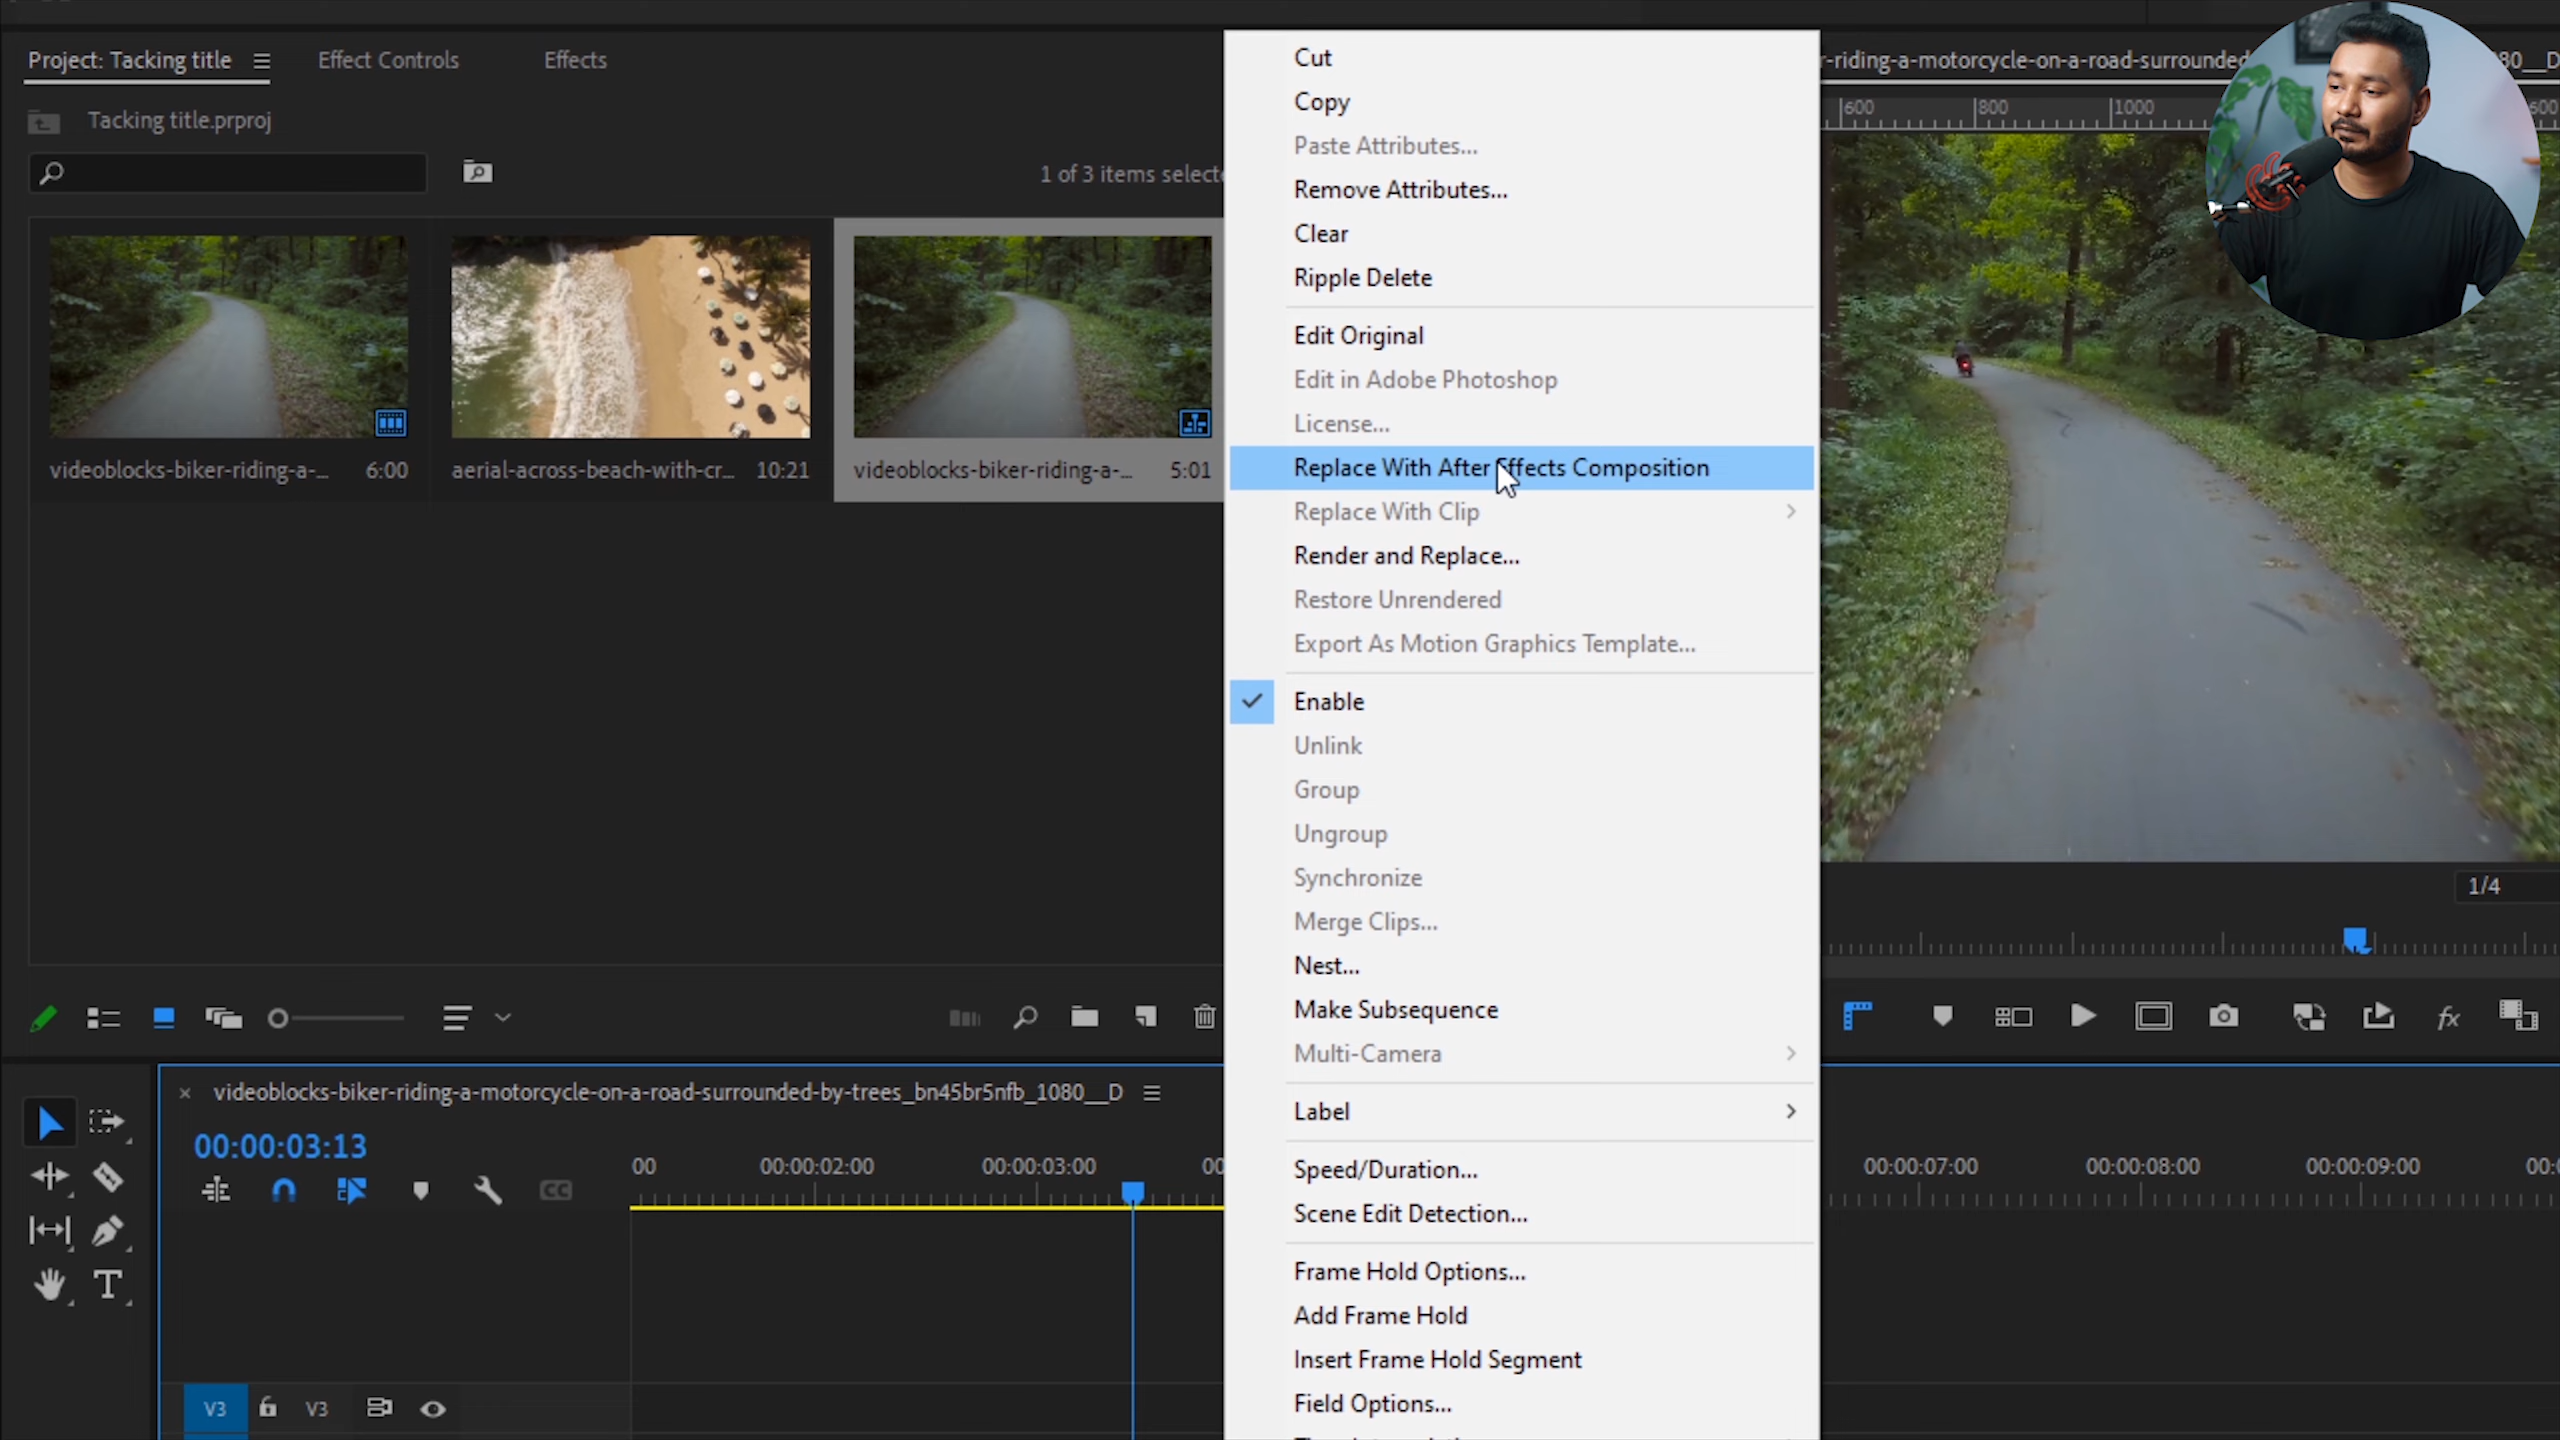 Project: Tacking title
Effect Controls
Effects
Tacking title.prproj
1 of 3 items selecte
videoblocks-biker-riding-a-...
6:00
aerial-across-beach-with-cr...
10:21
videoblocks-biker-riding-a-...
5:01
Cut
Copy
Paste Attributes...
Remove Attributes...
Clear
Ripple Delete
Edit Original
Edit in Adobe Photoshop
License...
Replace With After Effects Composition
Replace With Clip
Render and Replace...
Restore Unrendered
Export As Motion Graphics Template...
Enable
Unlink
Group
Ungroup
Synchronize
Merge Clips...
Nest...
Make Subsequence
Multi-Camera
Label
Speed/Duration...
Scene Edit Detection...
Frame Hold Options...
Add Frame Hold
Insert Frame Hold Segment
Field Options...
r-riding-a-motorcycle-on-a-road-surrounded
80__D
600
800
1000
600
1/4
fx
videoblocks-biker-riding-a-motorcycle-on-a-road-surrounded-by-trees_bn45br5nfb_1080__D
00:00:03:13
00
00:00:02:00
00:00:03:00
00
00:00:07:00
00:00:08:00
00:00:09:00
00:
CC
T
V3
V3